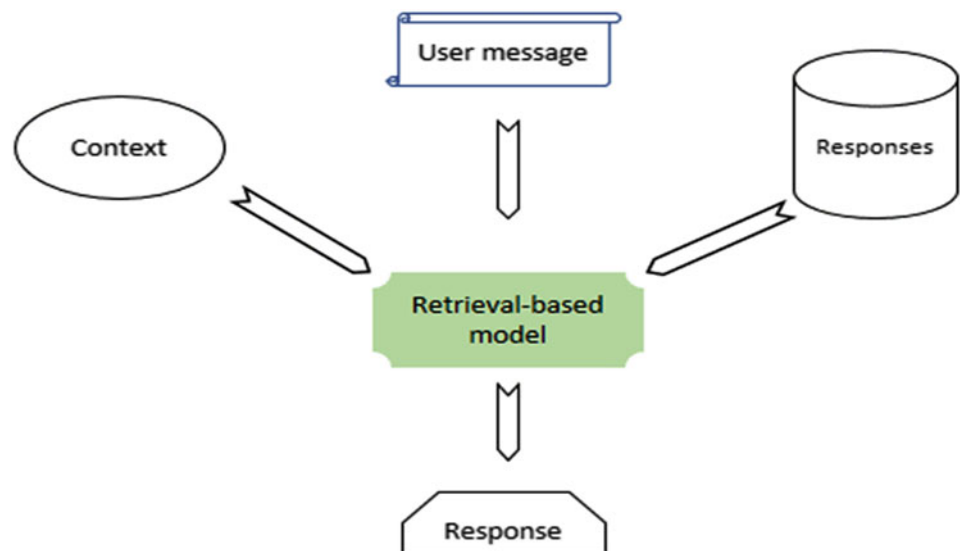 User message
Context
Responses
Retrieval-based
model
Response